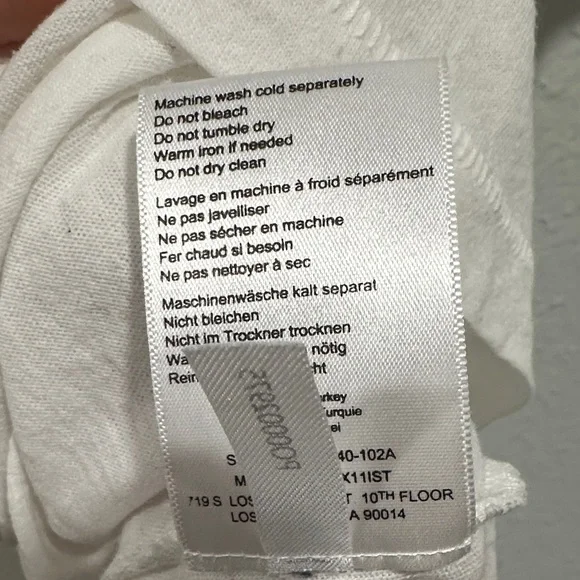 Machine wash cold separately
Do not bleach
Do not tumble dry
Warm Iron if needed
Do not dry clean
Lavage en machine à froid séparément
Ne pas javelliser
Ne pas sécher en machine
Fer chaud si besoin
Ne pas nettoyer à sec
Maschinenwäsche kalt separat
Nicht bleichen
Nicht im Trockner trocknen
nötig
40-102A
X11IST
719 S LOS 10TH FLOOR
LOS A 90014